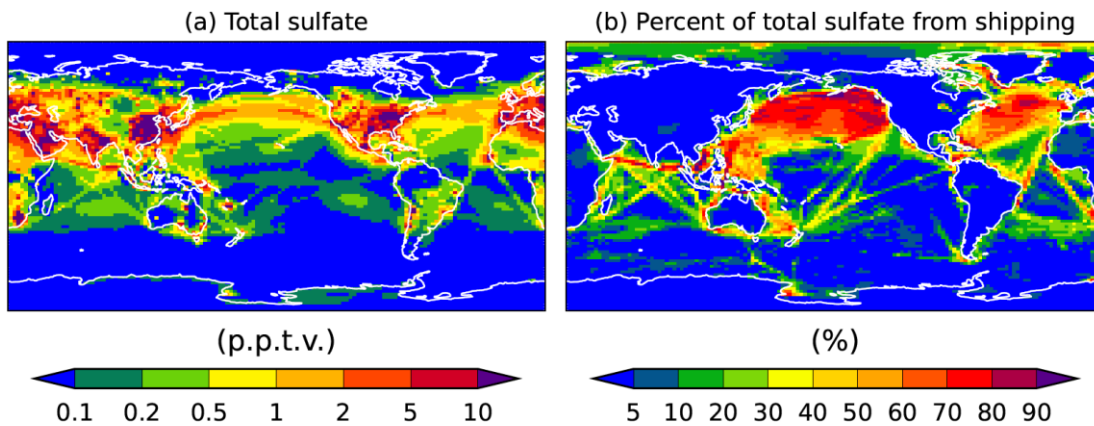 (a) Total sulfate
(b) Percent of total sulfate from shipping
(p.p.t.v.)
0.1 0.2 0.5 1 2 5 10
(%)
5 10 20 30 40 50 60 70 80 90